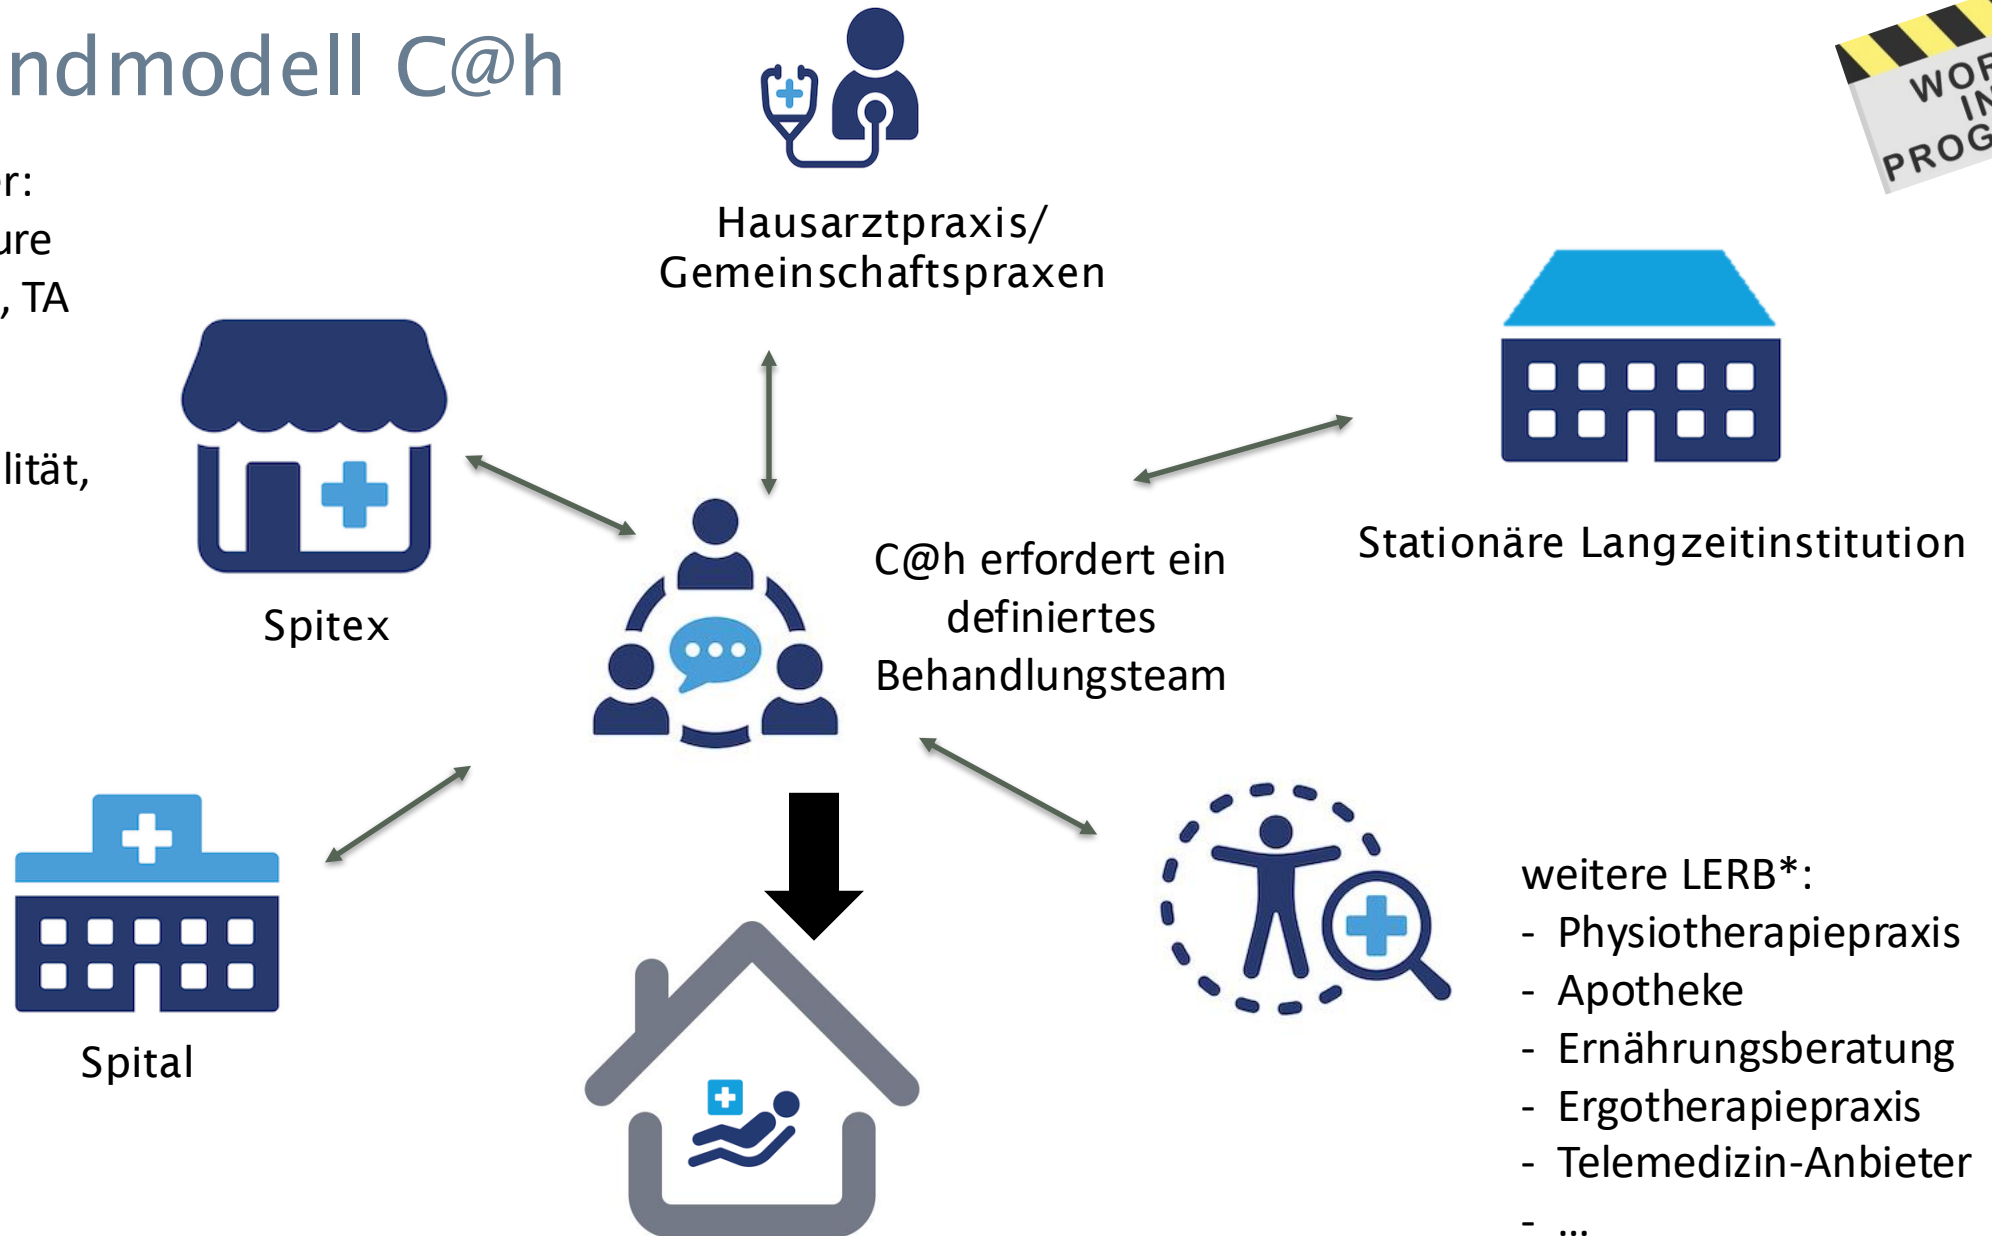 ndmodell C@h
WOR
IN
PROG
er:
ure
, TA
lität,
Hausarztpraxis/
Gemeinschaftspraxen
Spitex
C@h erfordert ein
definiertes
Behandlungsteam
Stationäre Langzeitinstitution
Spital
weitere LERB*:
- Physiotherapiepraxis
- Apotheke
- Ernährungsberatung
- Ergotherapiepraxis
- Telemedizin-Anbieter
- ...